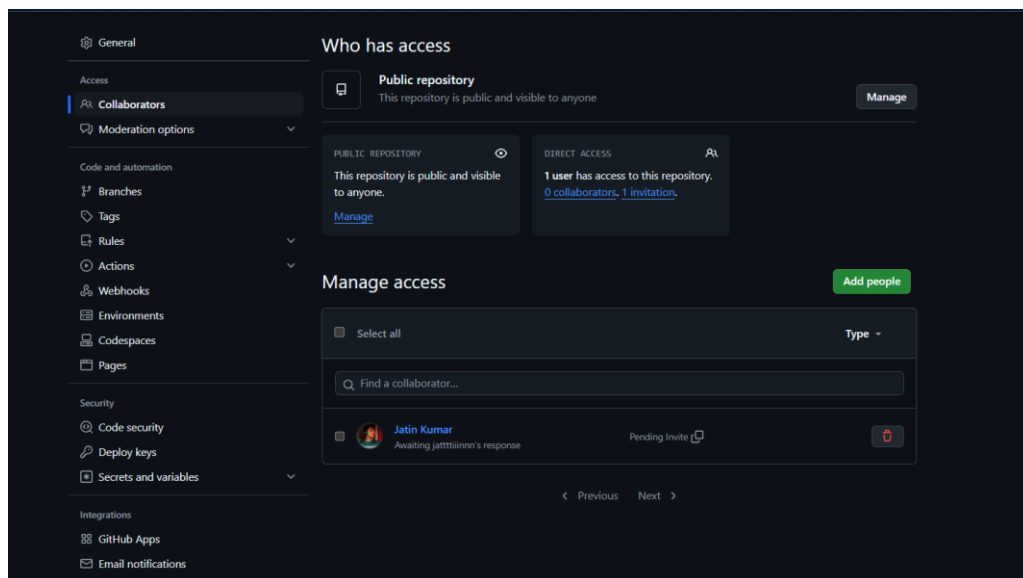 General
Access
Collaborators
Moderation options
Code and automation
Branches
Tags
Rules
Actions
Webhooks
Environments
Codespaces
Pages
Security
Code security
Deploy keys
Secrets and variables
Integrations
GitHub Apps
Email notifications
Who has access
Public repository
This repository is public and visible to anyone
Manage
PUBLIC REPOSITORY
This repository is public and visible
to anyone.
Manage
DIRECT ACCESS
1 user has access to this repository.
0 collaborators. 1 invitation.
Manage access
Add people
Select all
Type
Find a collaborator...
Jatin Kumar
Awaiting jattttiiinnn's response
Pending Invite
Previous Next